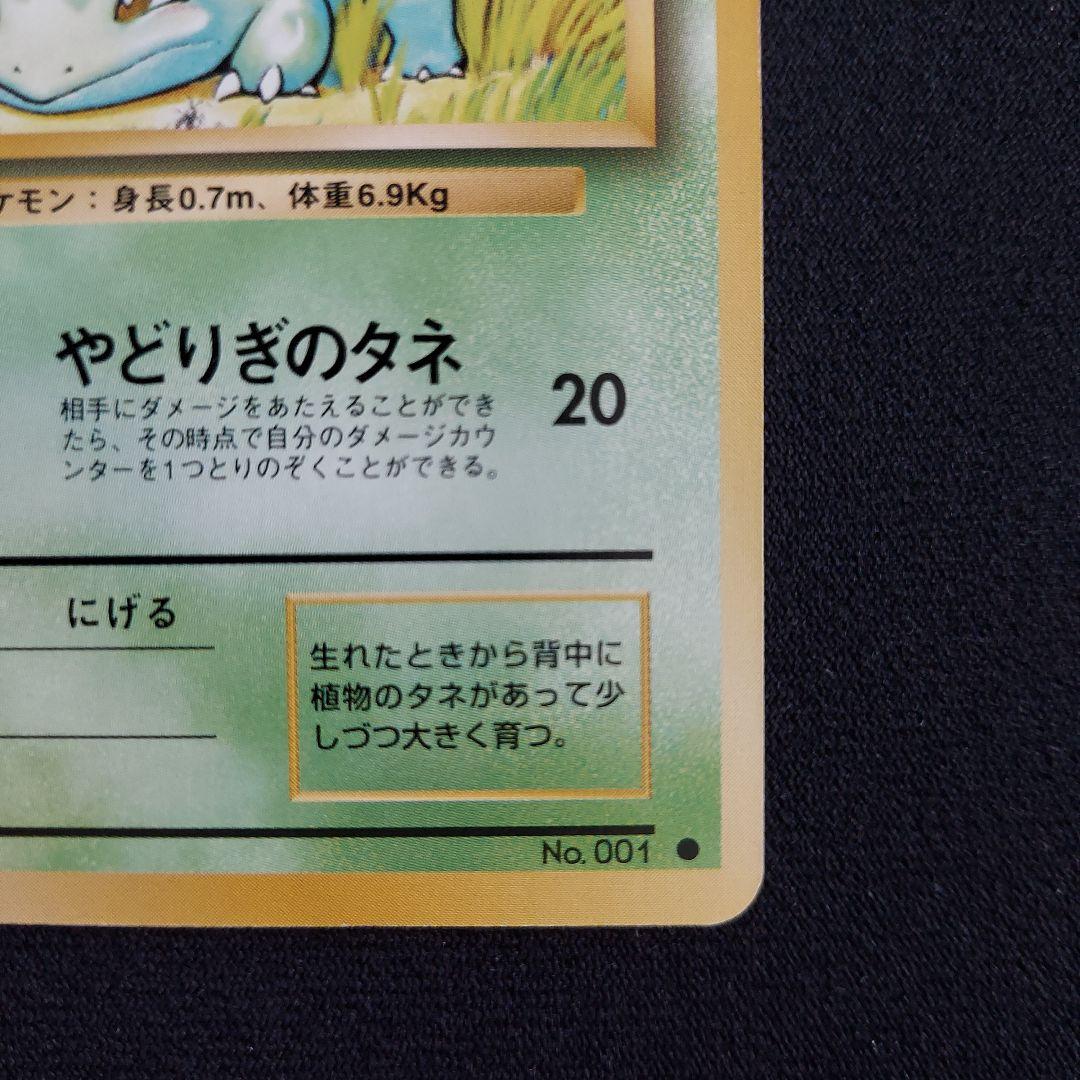 ケモン：身長0.7m、体重6.9Kg
やどりぎのタネ
20
相手にダメージをあたえることができ
たら、その時点で自分のダメージカウ
ンターを1つとりのぞくことができる。
にげる
生れたときから背中に
植物のタネがあって少
しづつ大きく育つ。
No. 001 ●